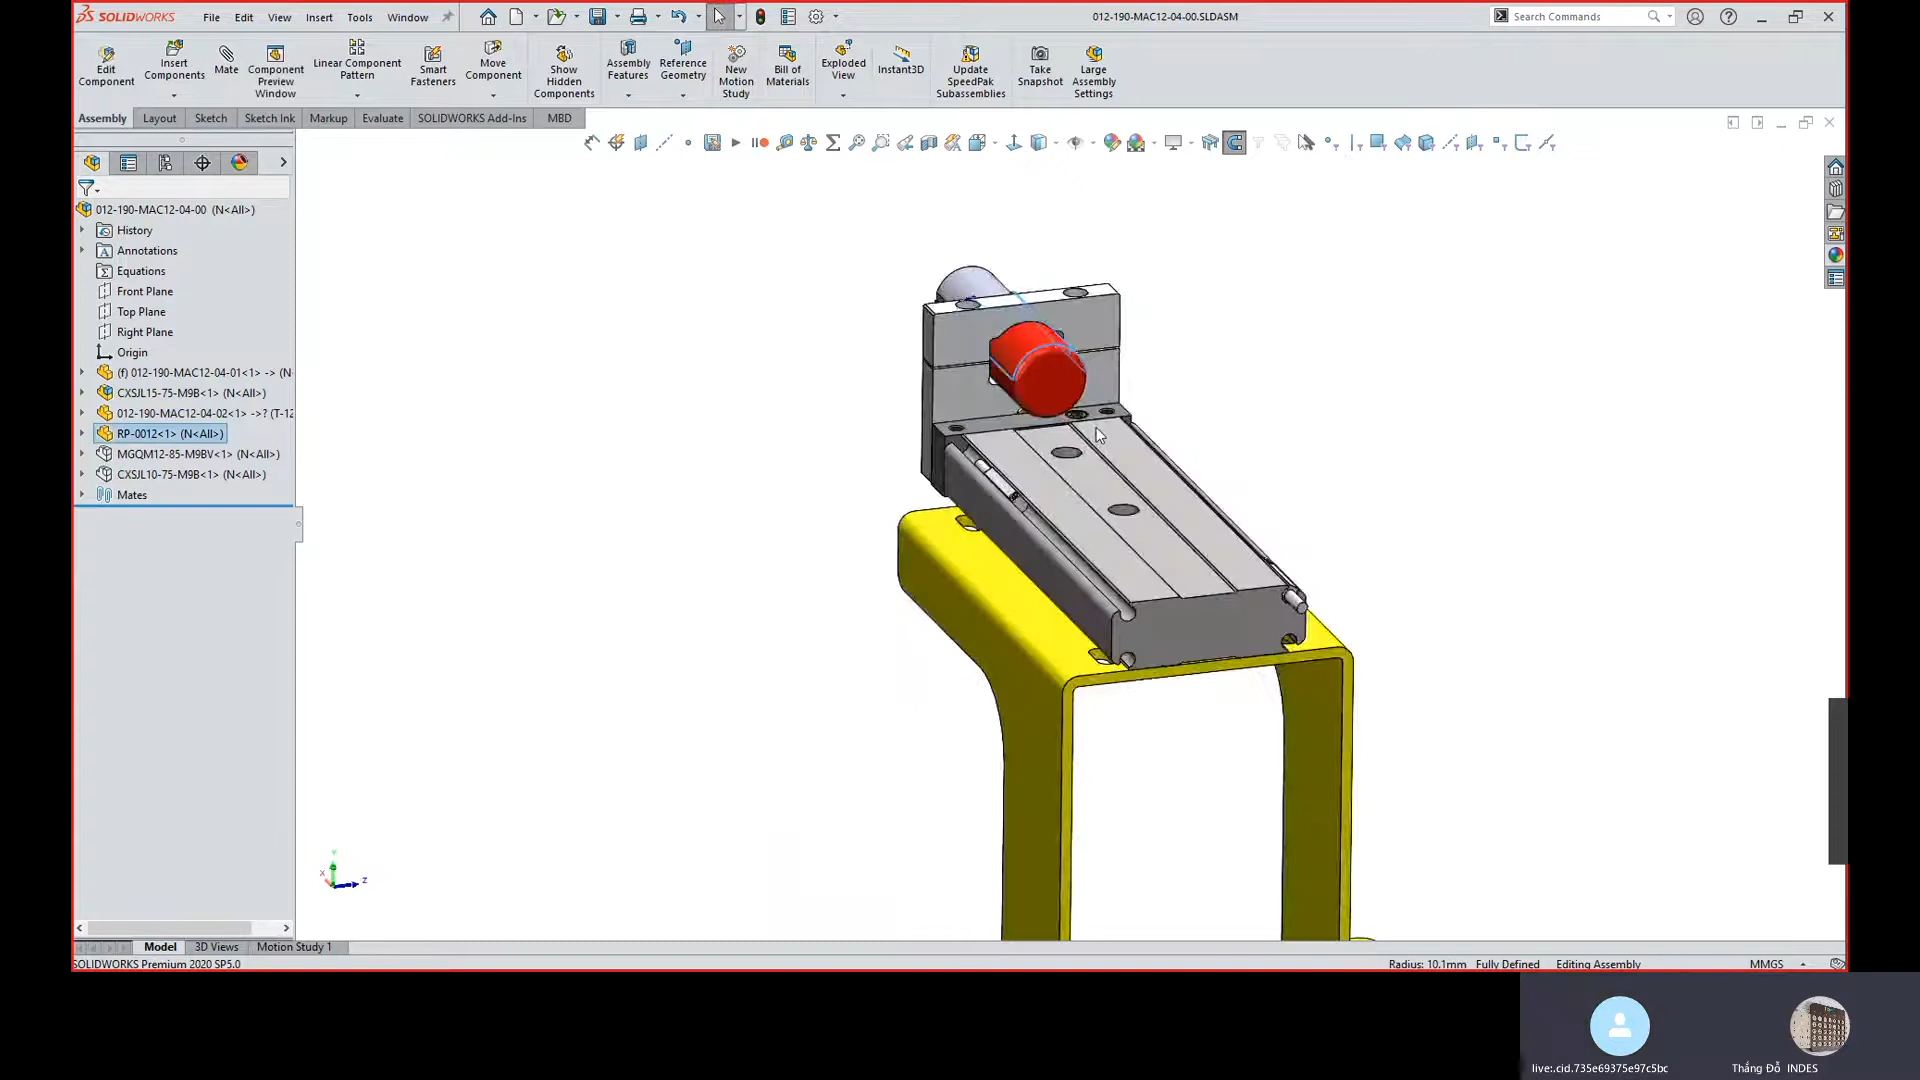 SOLIDWORKS File Edit View Insert Tools Window 012-190-MAC12-04-00.SLDASM Search Commands
Edit Component
Insert Components
Mate
Component Preview Window
Linear Component Pattern
Smart Fasteners
Move Component
Show Hidden Components
Assembly Features
Reference Geometry
New Motion Study
Bill of Materials
Exploded View
Instant3D
Update SpeedPak Subassemblies
Take Snapshot
Large Assembly Settings
Assembly Layout Sketch Sketch Ink Markup Evaluate SOLIDWORKS Add-Ins MBD
012-190-MAC12-04-00 (N<All>)
History
Annotations
Equations
Front Plane
Top Plane
Right Plane
Origin
(f) 012-190-MAC12-04-01<1> -> (N
CXSJL15-75-M9B<1> (N<All>)
012-190-MAC12-04-02<1> ->? (T-12
RP-0012<1> (N<All>)
MGQM12-85-M9BV<1> (N<All>)
CXSJL10-75-M9B<1> (N<All>)
Mates
Y
X
Z
Model 3D Views Motion Study 1
SOLIDWORKS Premium 2020 SP5.0 Radius: 10.1mm Fully Defined Editing Assembly MMGS
live:.cid.735e69375e97c5bc Thắng Đỗ INDES